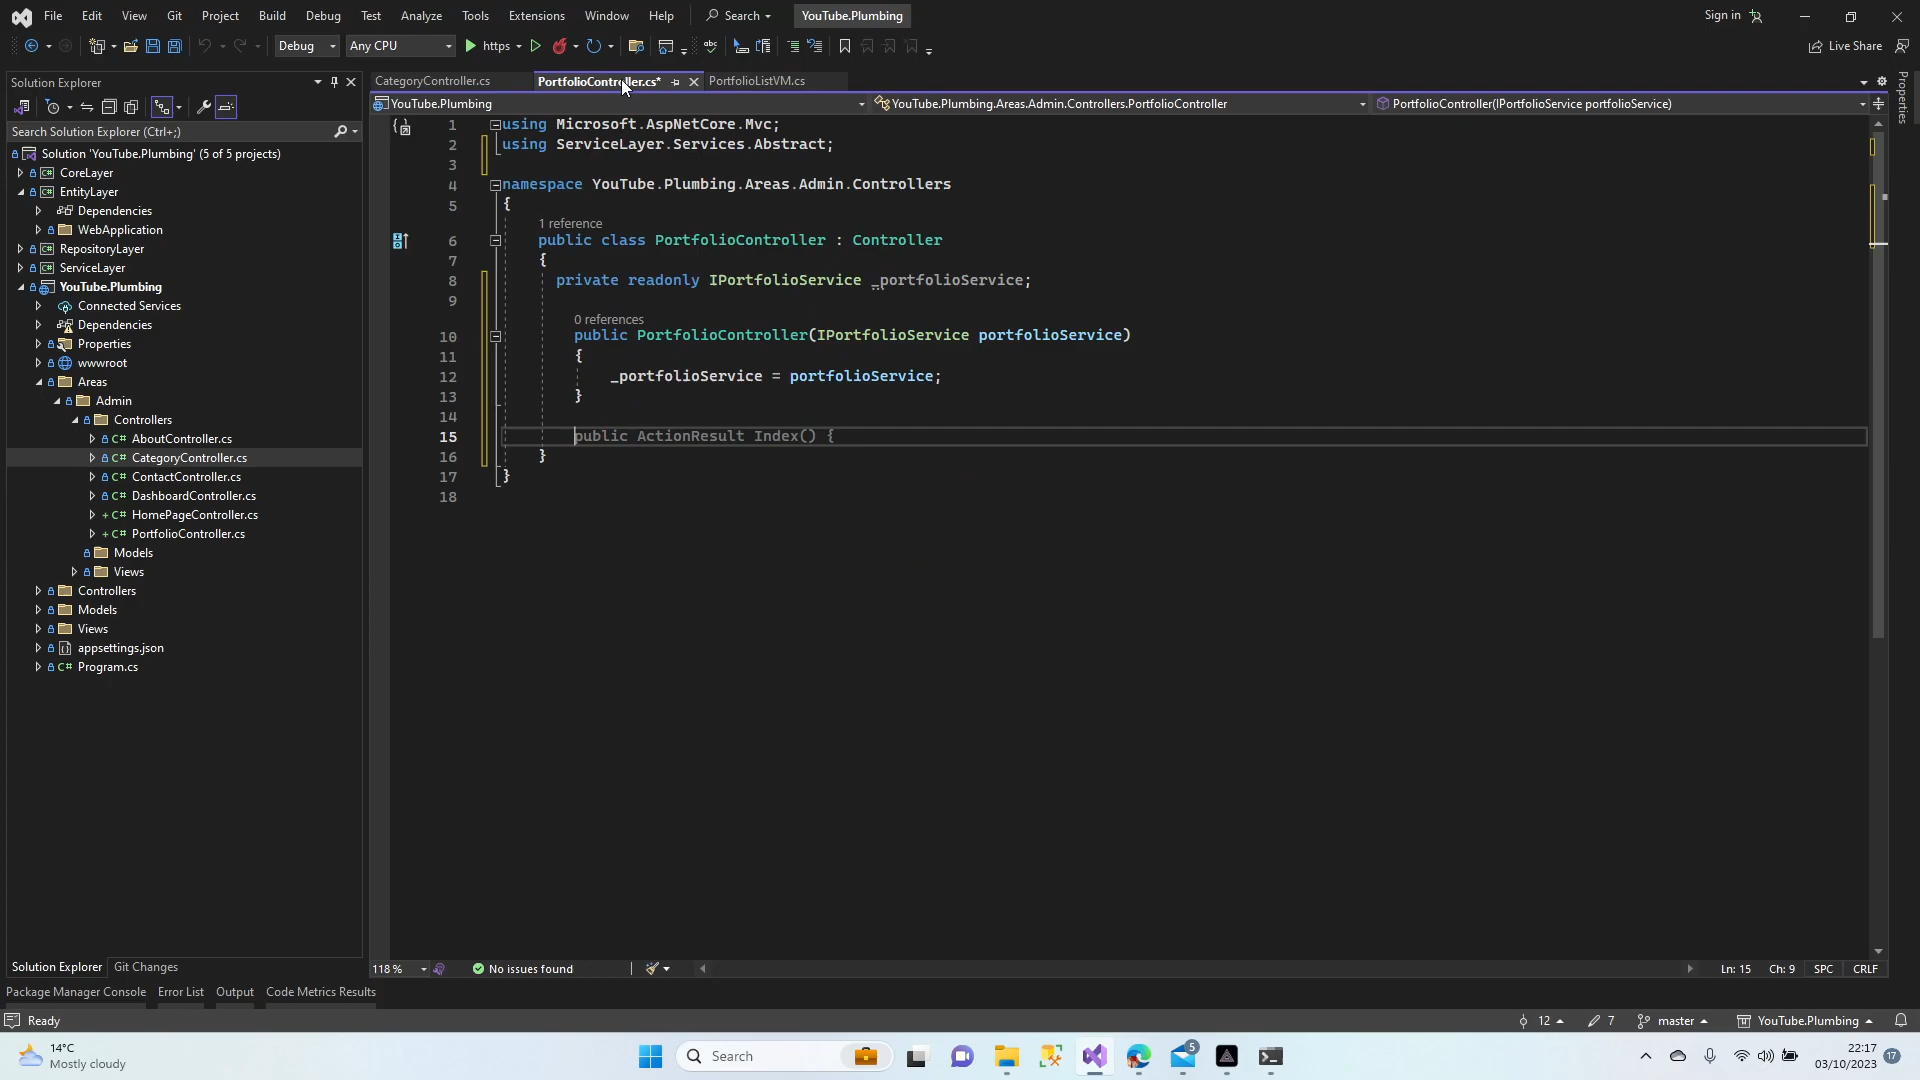 File Edit View Git Project Build Debug Test Analyze Tools Extensions Window Help Search YouTube.Plumbing Sign in
Debug Any CPU https Live Share
Solution Explorer
Search Solution Explorer (Ctrl+;)
Solution 'YouTube.Plumbing' (5 of 5 projects)
CoreLayer
EntityLayer
Dependencies
WebApplication
RepositoryLayer
ServiceLayer
YouTube.Plumbing
Connected Services
Dependencies
Properties
wwwroot
Areas
Admin
Controllers
C# AboutController.cs
C# CategoryController.cs
C# ContactController.cs
C# DashboardController.cs
+ C# HomePageController.cs
+ C# PortfolioController.cs
Models
Views
Controllers
Models
Views
appsettings.json
C# Program.cs
Solution Explorer Git Changes
CategoryController.cs PortfolioController.cs* PortfolioListVM.cs
YouTube.Plumbing YouTube.Plumbing.Areas.Admin.Controllers.PortfolioController PortfolioController(IPortfolioService portfolioService)
Properties
1 using Microsoft.AspNetCore.Mvc;
2 using ServiceLayer.Services.Abstract;
3
4 namespace YouTube.Plumbing.Areas.Admin.Controllers
5 {
1 reference
6 public class PortfolioController : Controller
7 {
8 private readonly IPortfolioService _portfolioService;
9
0 references
10 public PortfolioController(IPortfolioService portfolioService)
11 {
12 _portfolioService = portfolioService;
13 }
14
15 public ActionResult Index() {
16 }
17 }
18
118 % No issues found Ln: 15 Ch: 9 SPC CRLF
Package Manager Console Error List Output Code Metrics Results
Ready 12 7 master YouTube.Plumbing
14°C
Mostly cloudy
Search
5
22:17
03/10/2023
17